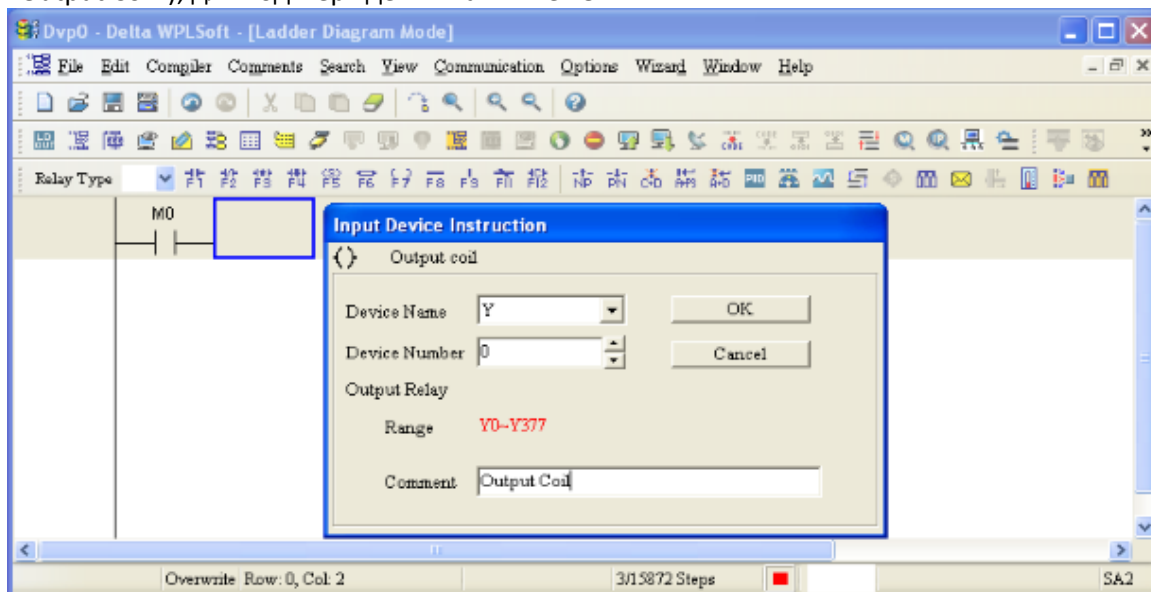 Dvp0 - Delta WPLSoft - [Ladder Diagram Mode]
File Edit Compiler Comments Search View Communication Options Wizard Window Help
Relay Type
M0
Input Device Instruction
Output coil
Device Name Y OK
Device Number 0 Cancel
Output Relay
Range Y0~Y377
Comment Output Coil
Overwrite Row: 0, Col: 2 3/15872 Steps SA2